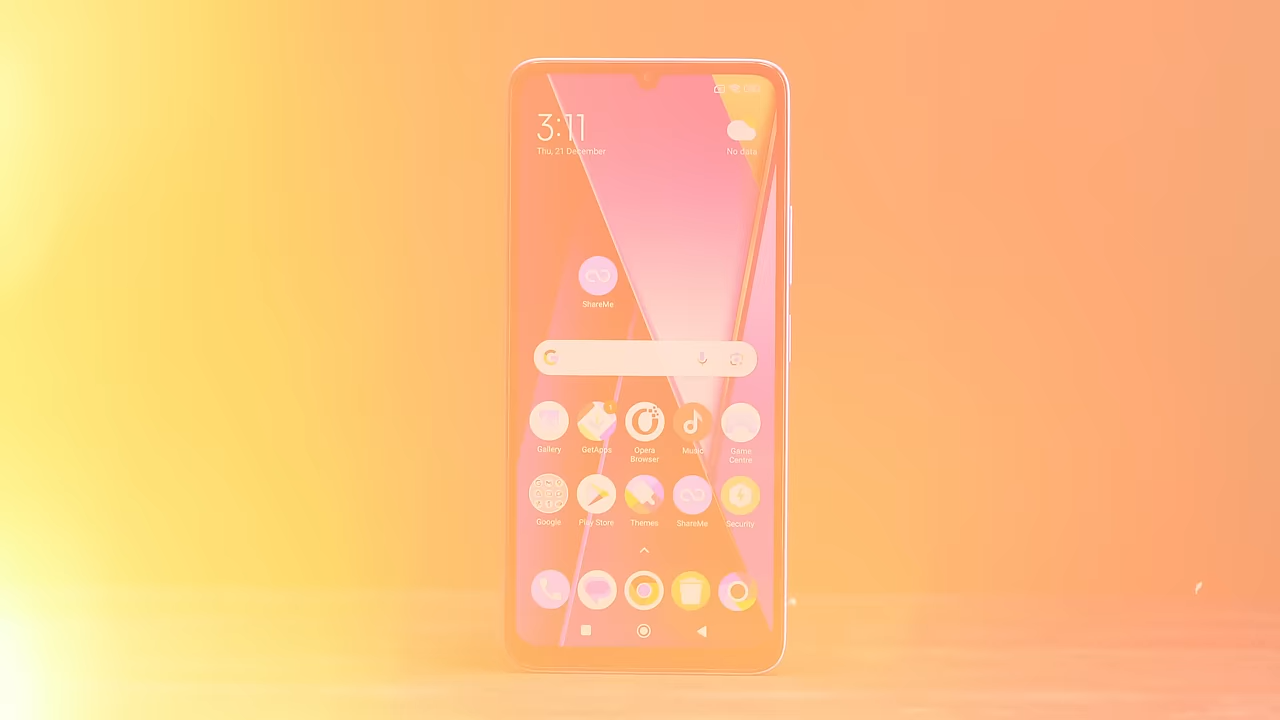 3:11
Thu, 21 December
No data
ShareMe
Gallery
GetApps
Opera
Browser
Music
Game
Centre
Google
Play Store
Themes
ShareMe
Security